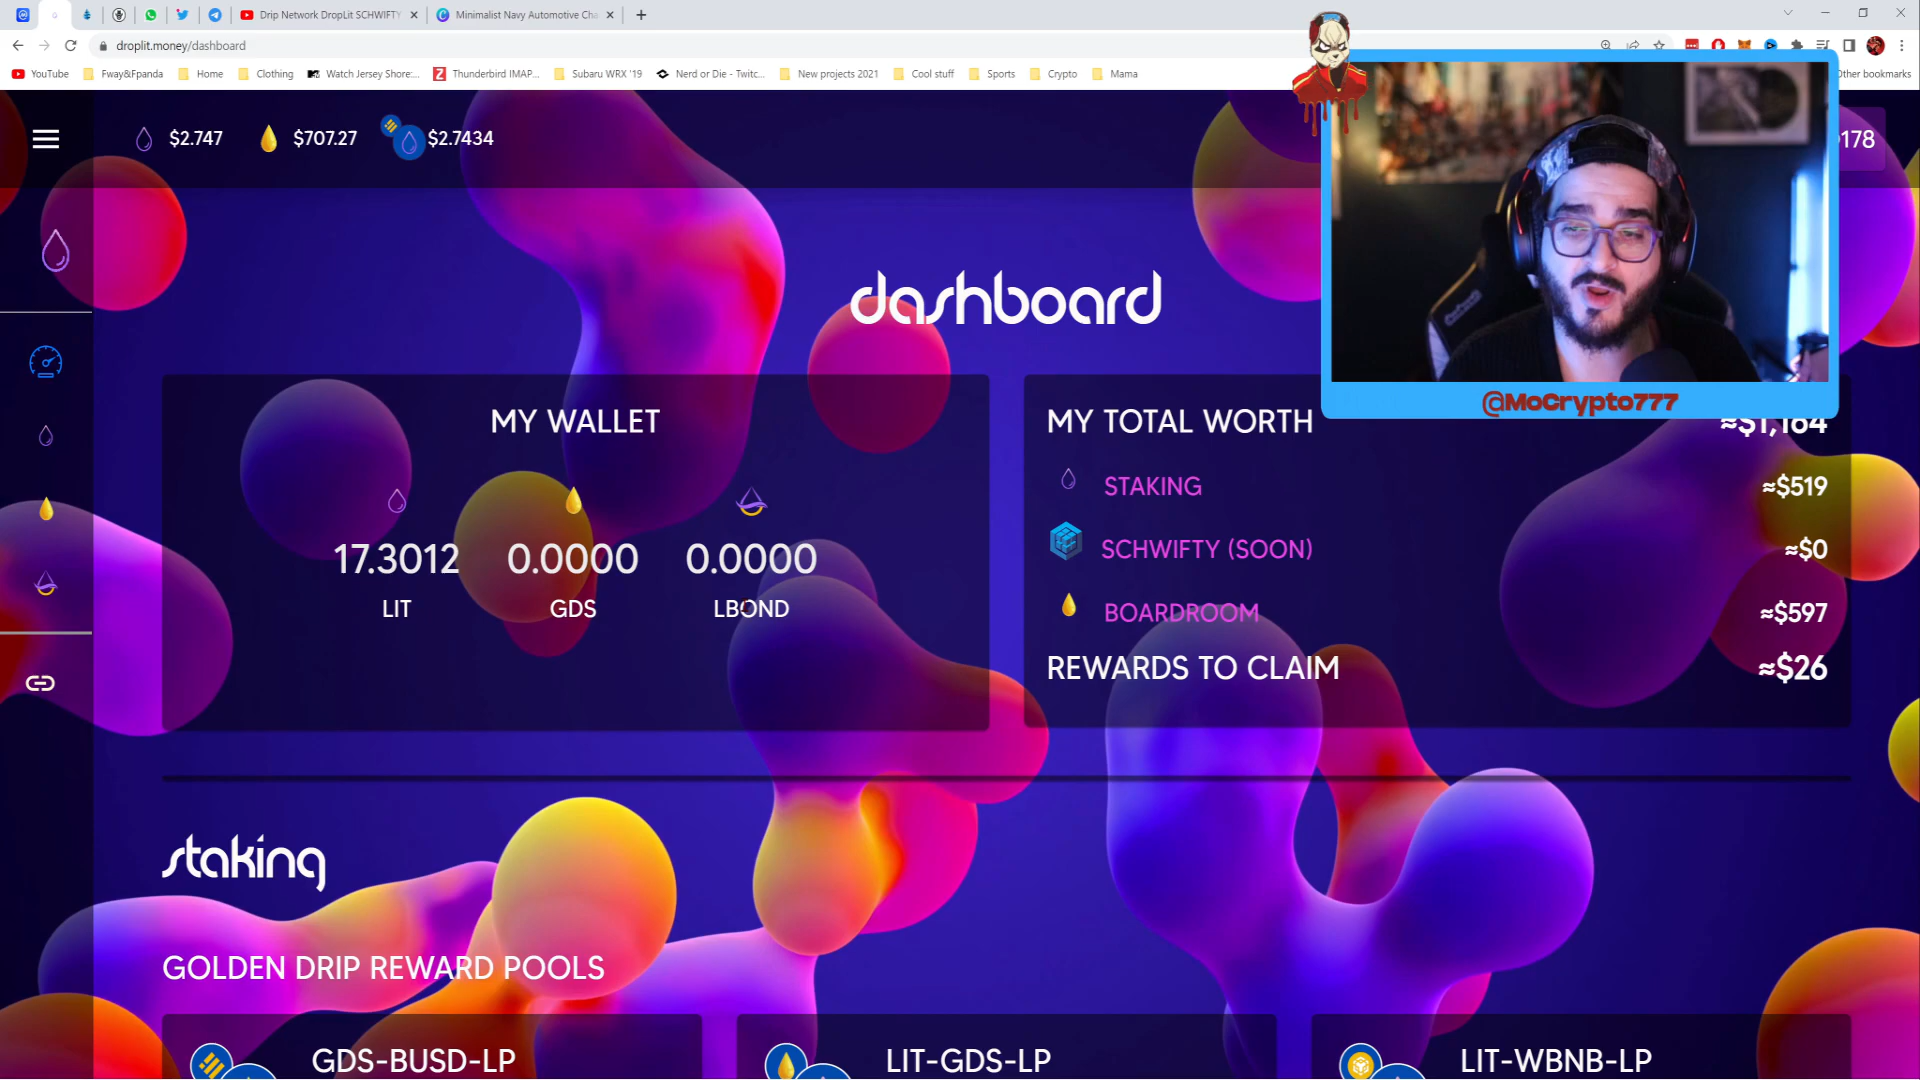 Drip Network DropLit SCHWIFTY
Minimalist Navy Automotive Cha
droplit.money/dashboard
YouTube
Fway&Fpanda
Home
Clothing
Watch Jersey Shore:...
Thunderbird IMAP...
Subaru WRX '19
Nerd or Die - Twitc...
New projects 2021
Cool stuff
Sports
Crypto
Mama
Other bookmarks
$2.747
$707.27
$2.7434
178
dashboard
MY WALLET
17.3012
0.0000
0.0000
LIT
GDS
LBOND
@MoCrypto777
MY TOTAL WORTH
≈$1,164
STAKING
≈$519
SCHWIFTY (SOON)
≈$0
BOARDROOM
≈$597
REWARDS TO CLAIM
≈$26
staking
GOLDEN DRIP REWARD POOLS
GDS-BUSD-LP
LIT-GDS-LP
LIT-WBNB-LP